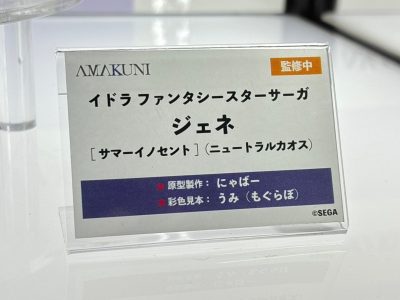 AMAKUNI
監修中
イドラ ファンタシースターサーガ
ジェネ
[サマーイノセント](ニュートラルカオス)
原型製作：にゃばー
彩色見本：うみ（もぐらぼ）
©SEGA